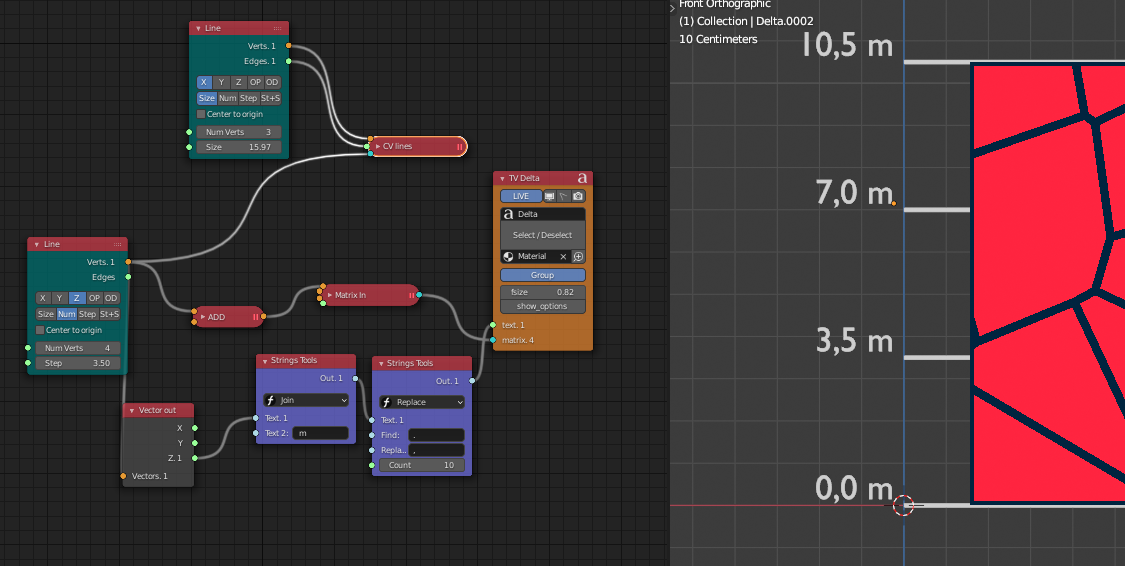 Line
Verts. 1
Edges. 1
X Y Z OP OD
Size Num Step St+S
Center to origin
Num Verts 3
Size 15.97
CV lines
TV Delta a
LIVE
a Delta
Select / Deselect
Material
Group
fsize 0.82
show_options
text. 1
matrix. 4
Line
Verts. 1
Edges
X Y Z OP OD
Size Num Step St+S
Center to origin
Num Verts 4
Step 3.50
ADD
Matrix In
Strings Tools
Out. 1
Join
Text. 1
Text 2: m
Strings Tools
Out. 1
Replace
Text. 1
Find: .
Repla.. ,
Count 10
Vector out
X
Y
Z. 1
Vectors. 1
Front Orthographic
(1) Collection | Delta.0002
10 Centimeters
10,5 m
7,0 m
3,5 m
0,0 m